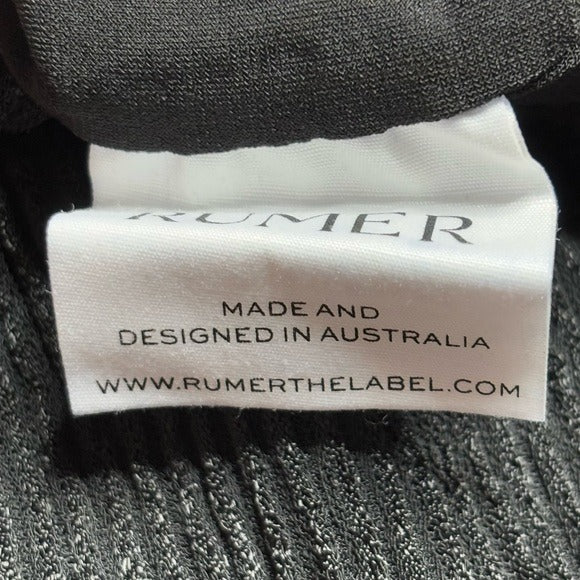 RUMER
MADE AND
DESIGNED IN AUSTRALIA
WWW.RUMERTHELABEL.COM